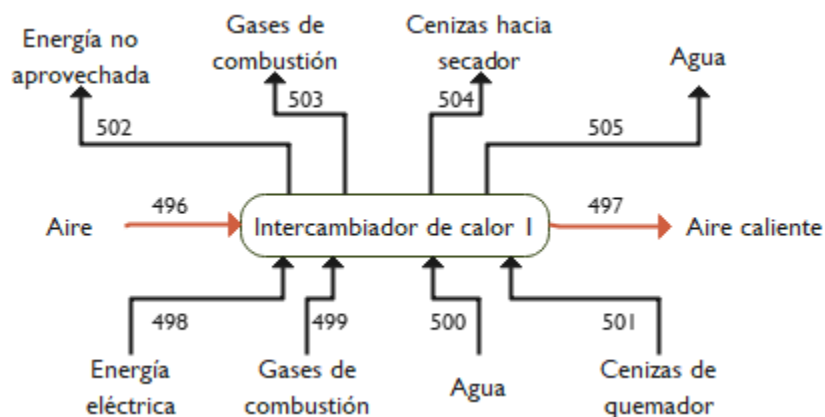 Energía no
aprovechada
Gases de
combustión
Cenizas hacia
secador
Agua
502
503
504
505
Aire
496
Intercambiador de calor 1
497
Aire caliente
498
499
500
501
Energía
eléctrica
Gases de
combustión
Agua
Cenizas de
quemador